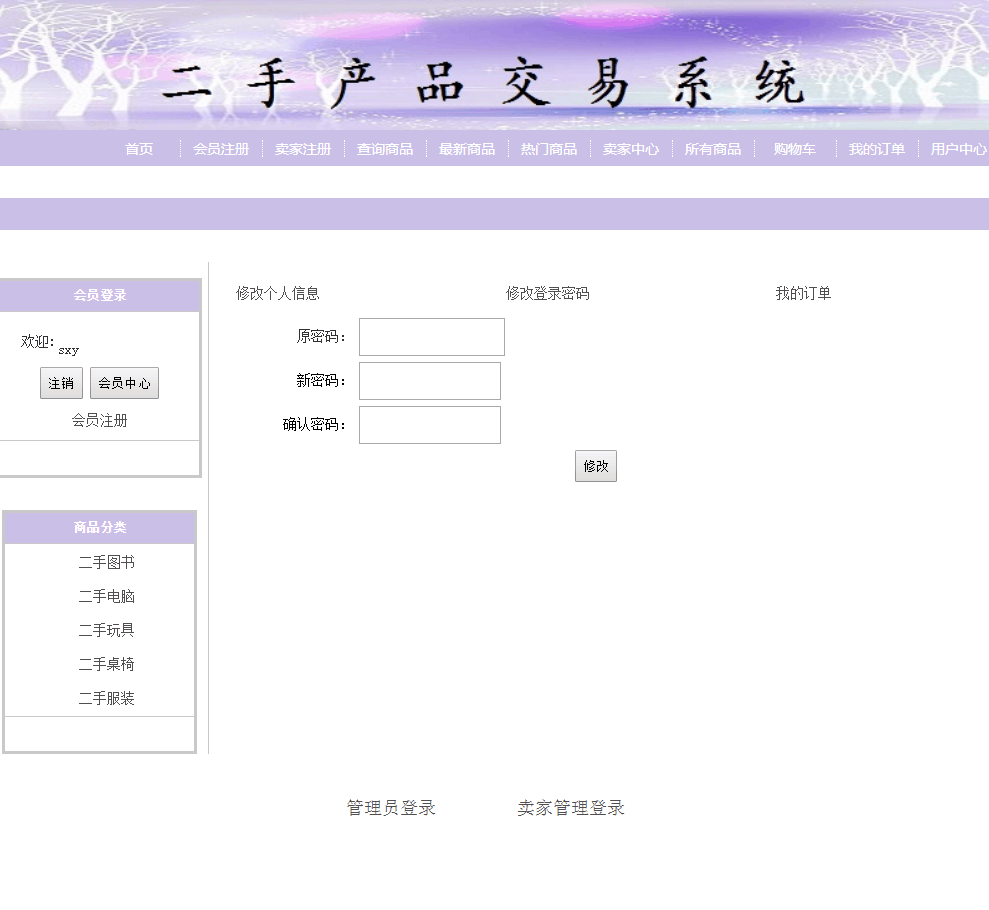 二手产品交易系统
首页 会员注册 卖家注册 查询商品 最新商品 热门商品 卖家中心 所有商品 购物车 我的订单 用户中心
会员登录
欢迎: sxy
注销 会员中心
会员注册
商品分类
二手图书
二手电脑
二手玩具
二手桌椅
二手服装
修改个人信息 修改登录密码 我的订单
原密码：
新密码：
确认密码：
修改
管理员登录 卖家管理登录